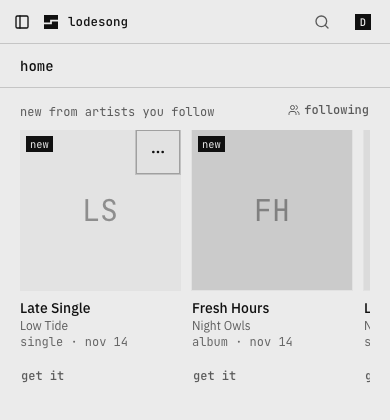 lodesong
D
home
new from artists you follow
following
new
...
new
LS
FH
Late Single
Fresh Hours
L
Low Tide
Night Owls
N
single · nov 14
album · nov 14
s
get it
get it
g